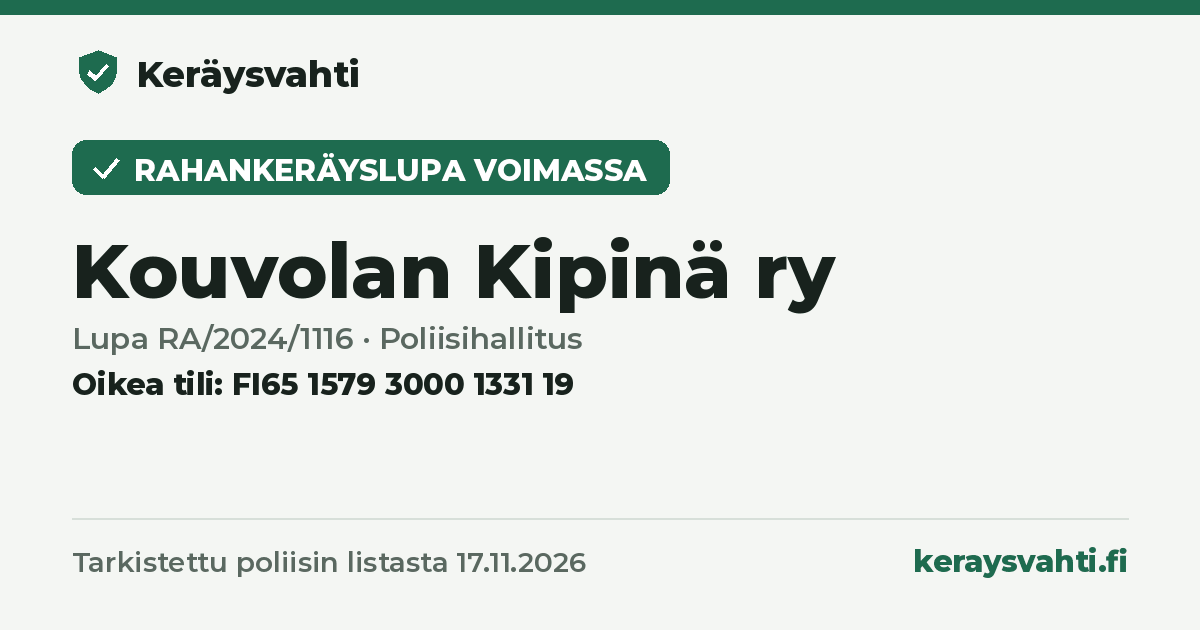 Keräysvahti
RAHANKERÄYSLUPA VOIMASSA
Kouvolan Kipinä ry
Lupa RA/2024/1116 · Poliisihallitus
Oikea tili: FI65 1579 3000 1331 19
Tarkistettu poliisin listasta 17.11.2026
keraysvahti.fi